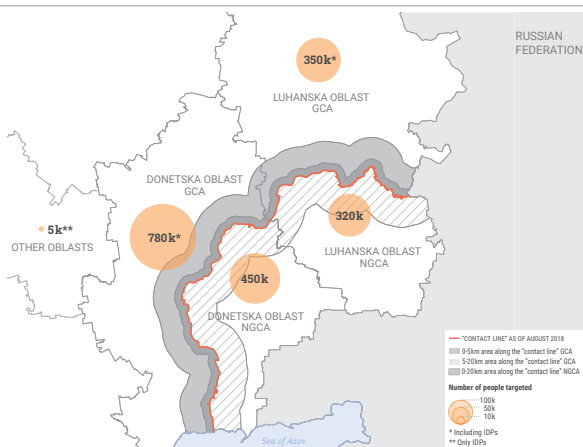 RUSSIAN
FEDERATION
350k*
LUHANSKA OBLAST
GCA
DONETSKA OBLAST
GCA
5k**
OTHER OBLASTS
780k*
320k
LUHANSKA OBLAST
NGCA
450k
DONETSKA OBLAST
NGCA
"CONTACT LINE" AS OF AUGUST 2018
0-5km area along the "contact line" GCA
5-20km area along the "contact line" GCA
0-20km area along the "contact line" NGCA
Number of people targeted
100k
50k
10k
* Including IDPs
** Only IDPs
Sea of Azov